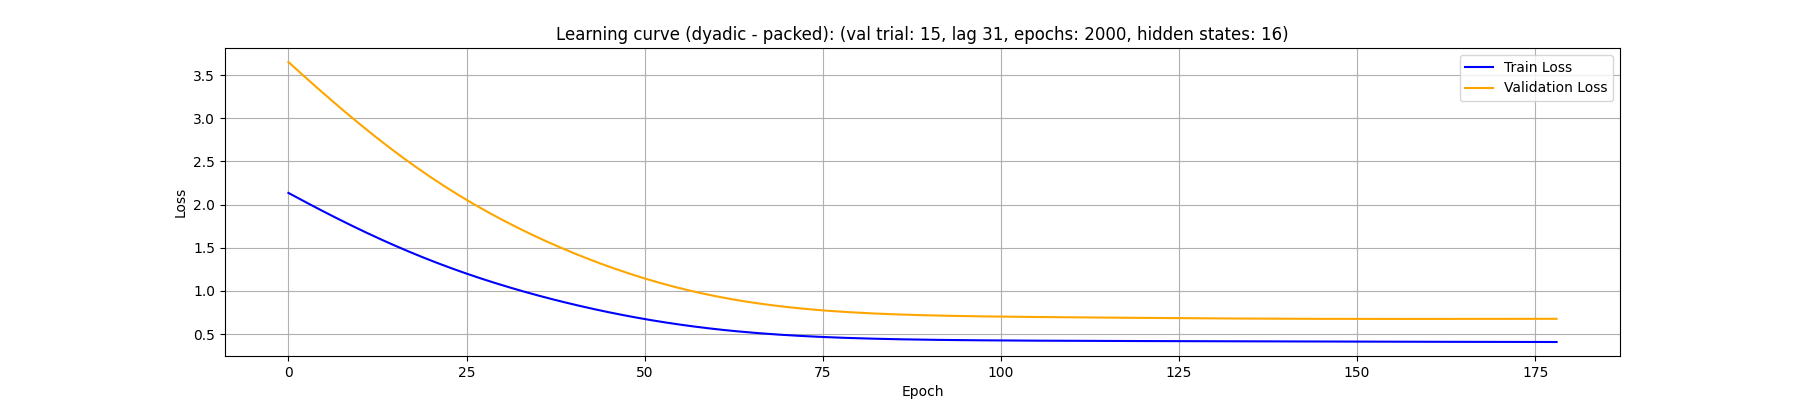 Learning curve (dyadic - packed): (val trial: 15, lag 31, epochs: 2000, hidden states: 16)
Train Loss
Validation Loss
Loss
3.5
3.0
2.5
2.0
1.5
1.0
0.5
0 25 50 75 100 125 150 175
Epoch